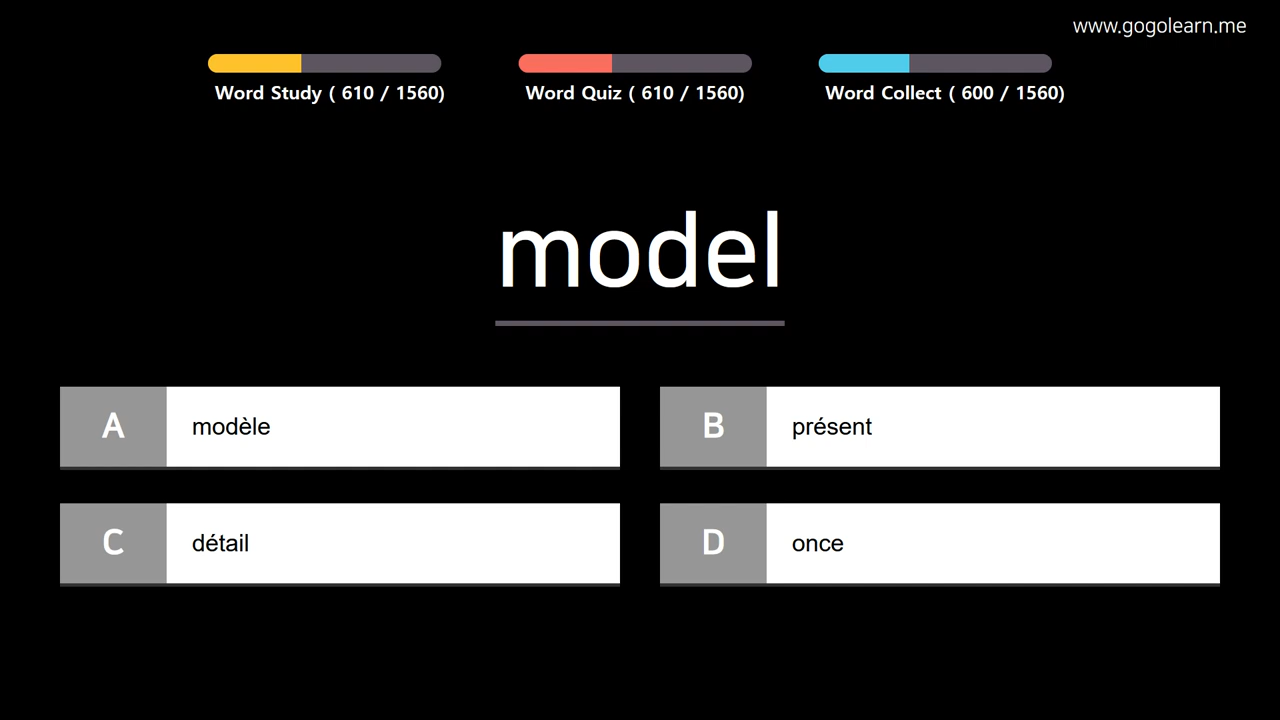 www.gogolearn.me
Word Study ( 610 / 1560)
Word Quiz ( 610 / 1560)
Word Collect ( 600 / 1560)
model
A modèle
B présent
C détail
D once